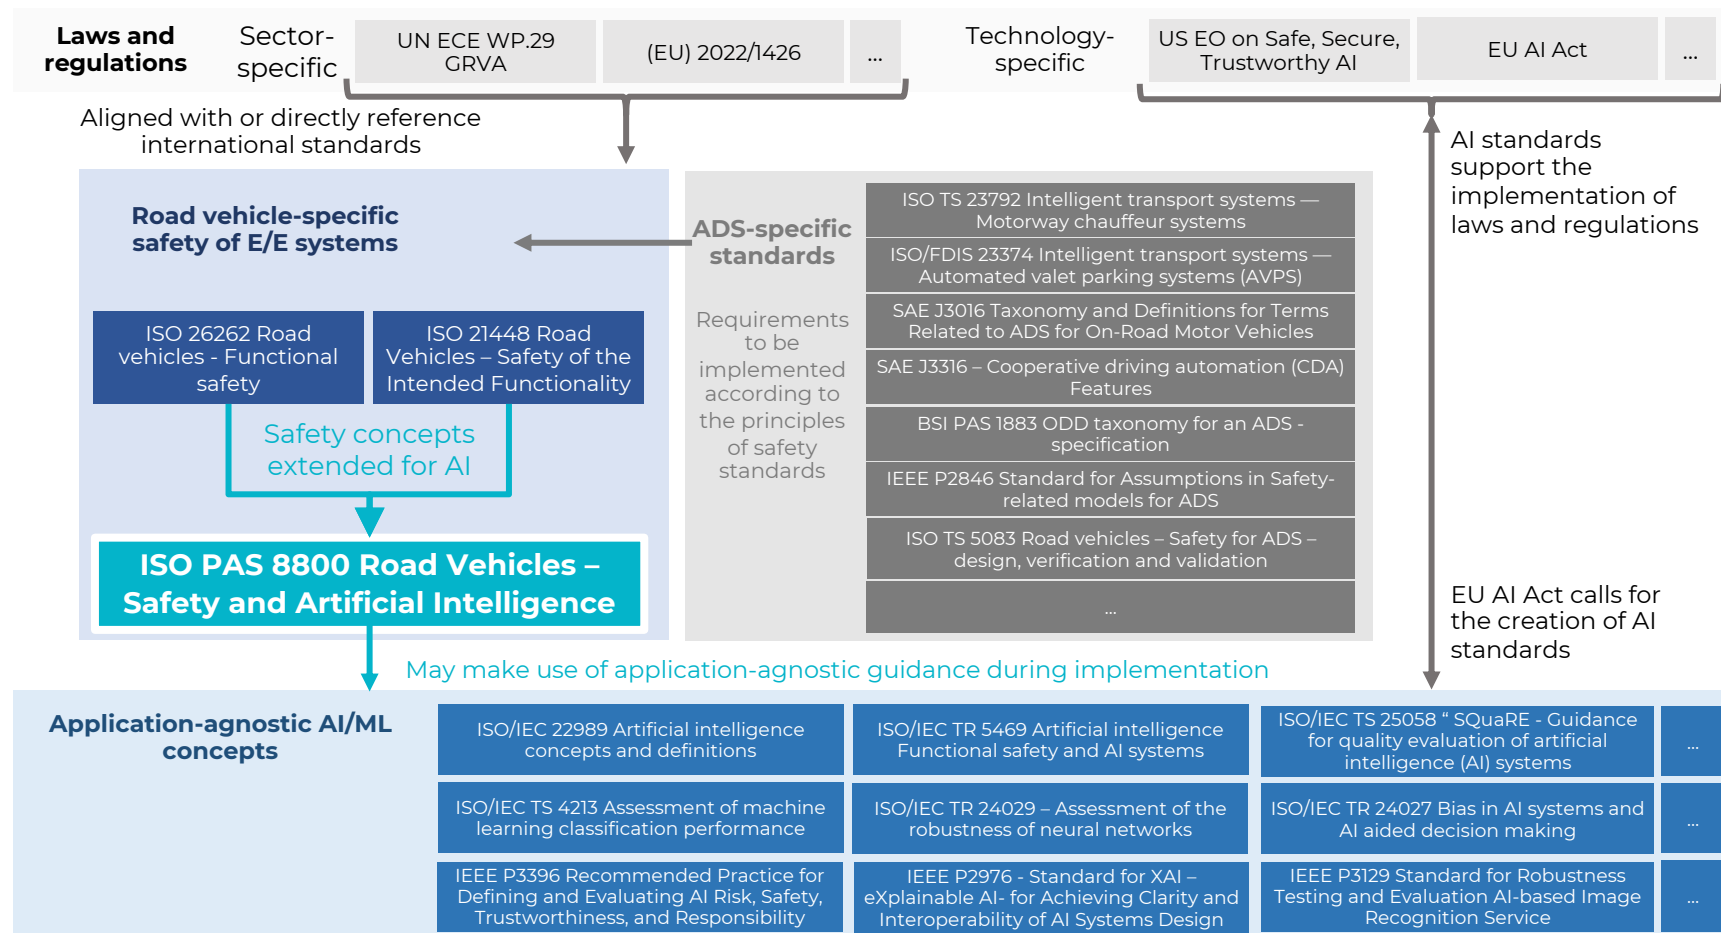 Laws and
regulations
Sector-
specific
UN ECE WP.29
GRVA
(EU) 2022/1426
...
Technology-
specific
US EO on Safe, Secure,
Trustworthy AI
EU AI Act
...
Aligned with or directly reference
international standards
AI standards
support the
implementation of
laws and regulations
Road vehicle-specific
safety of E/E systems
ISO 26262 Road
vehicles - Functional
safety
ISO 21448 Road
Vehicles – Safety of the
Intended Functionality
Safety concepts
extended for AI
ISO PAS 8800 Road Vehicles –
Safety and Artificial Intelligence
ADS-specific
standards
Requirements
to be
implemented
according to
the principles
of safety
standards
ISO TS 23792 Intelligent transport systems —
Motorway chauffeur systems
ISO/FDIS 23374 Intelligent transport systems —
Automated valet parking systems (AVPS)
SAE J3016 Taxonomy and Definitions for Terms
Related to ADS for On-Road Motor Vehicles
SAE J3316 – Cooperative driving automation (CDA)
Features
BSI PAS 1883 ODD taxonomy for an ADS -
specification
IEEE P2846 Standard for Assumptions in Safety-
related models for ADS
ISO TS 5083 Road vehicles – Safety for ADS –
design, verification and validation
...
EU AI Act calls for
the creation of AI
standards
May make use of application-agnostic guidance during implementation
Application-agnostic AI/ML
concepts
ISO/IEC 22989 Artificial intelligence
concepts and definitions
ISO/IEC TR 5469 Artificial intelligence
Functional safety and AI systems
ISO/IEC TS 25058 “ SQuaRE - Guidance
for quality evaluation of artificial
intelligence (AI) systems
...
ISO/IEC TS 4213 Assessment of machine
learning classification performance
ISO/IEC TR 24029 – Assessment of the
robustness of neural networks
ISO/IEC TR 24027 Bias in AI systems and
AI aided decision making
...
IEEE P3396 Recommended Practice for
Defining and Evaluating AI Risk, Safety,
Trustworthiness, and Responsibility
IEEE P2976 - Standard for XAI –
eXplainable AI- for Achieving Clarity and
Interoperability of AI Systems Design
IEEE P3129 Standard for Robustness
Testing and Evaluation AI-based Image
Recognition Service
...